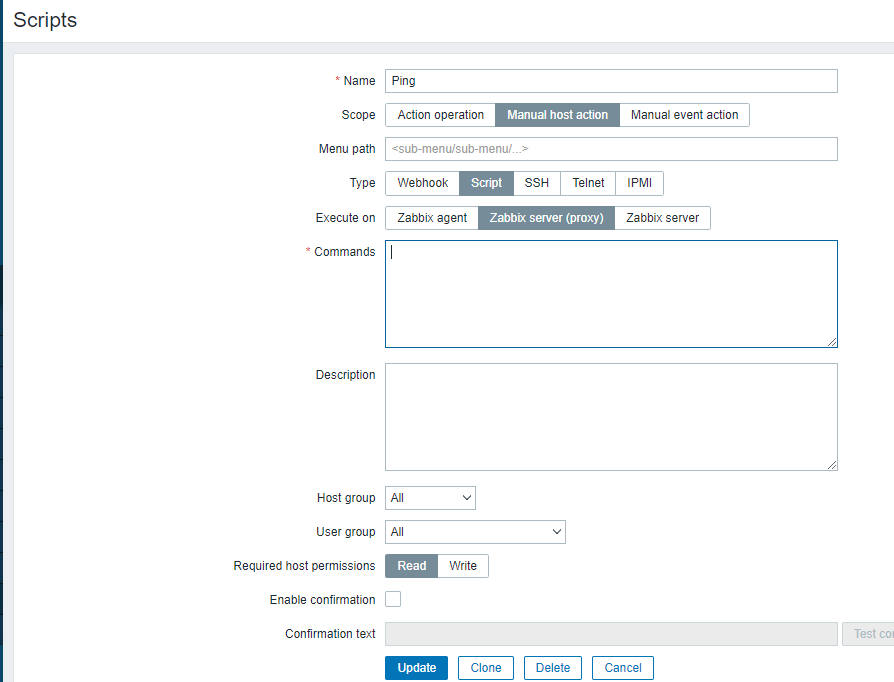 Scripts
* Name Ping
Scope Action operation Manual host action Manual event action
Menu path <sub-menu/sub-menu/...>
Type Webhook Script SSH Telnet IPMI
Execute on Zabbix agent Zabbix server (proxy) Zabbix server
* Commands
Description
Host group All
User group All
Required host permissions Read Write
Enable confirmation
Confirmation text Test co
Update Clone Delete Cancel